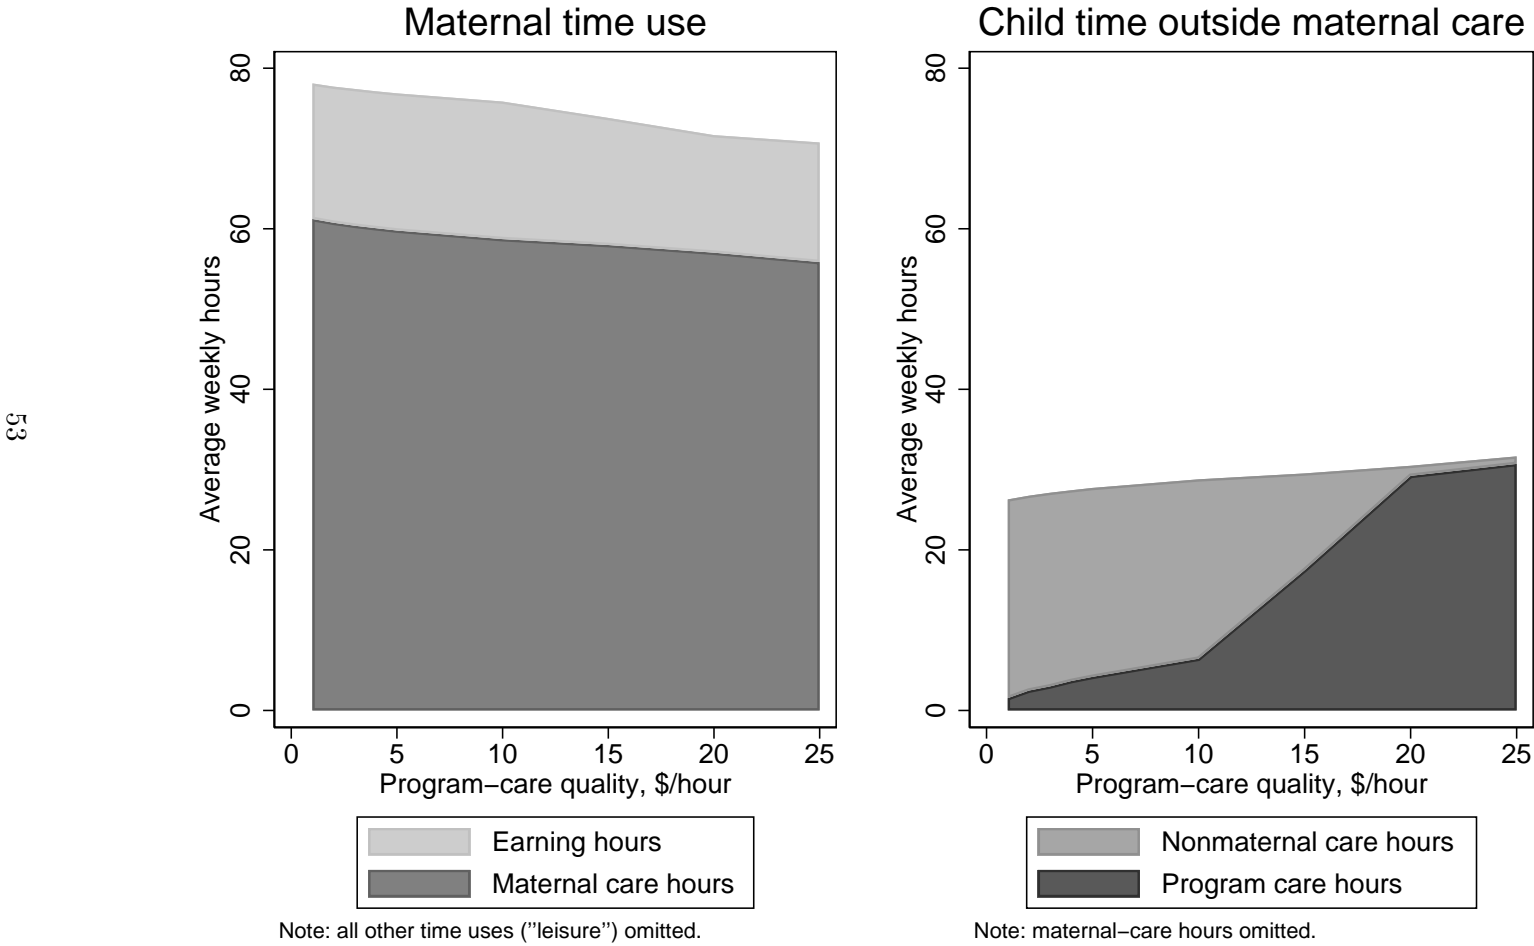 Maternal time use
Child time outside maternal care
Average weekly hours
80
60
40
20
0
0 5 10 15 20 25
Program−care quality, $/hour
Earning hours
Maternal care hours
Note: all other time uses (’’leisure’’) omitted.
Average weekly hours
80
60
40
20
0
0 5 10 15 20 25
Program−care quality, $/hour
Nonmaternal care hours
Program care hours
Note: maternal−care hours omitted.
53